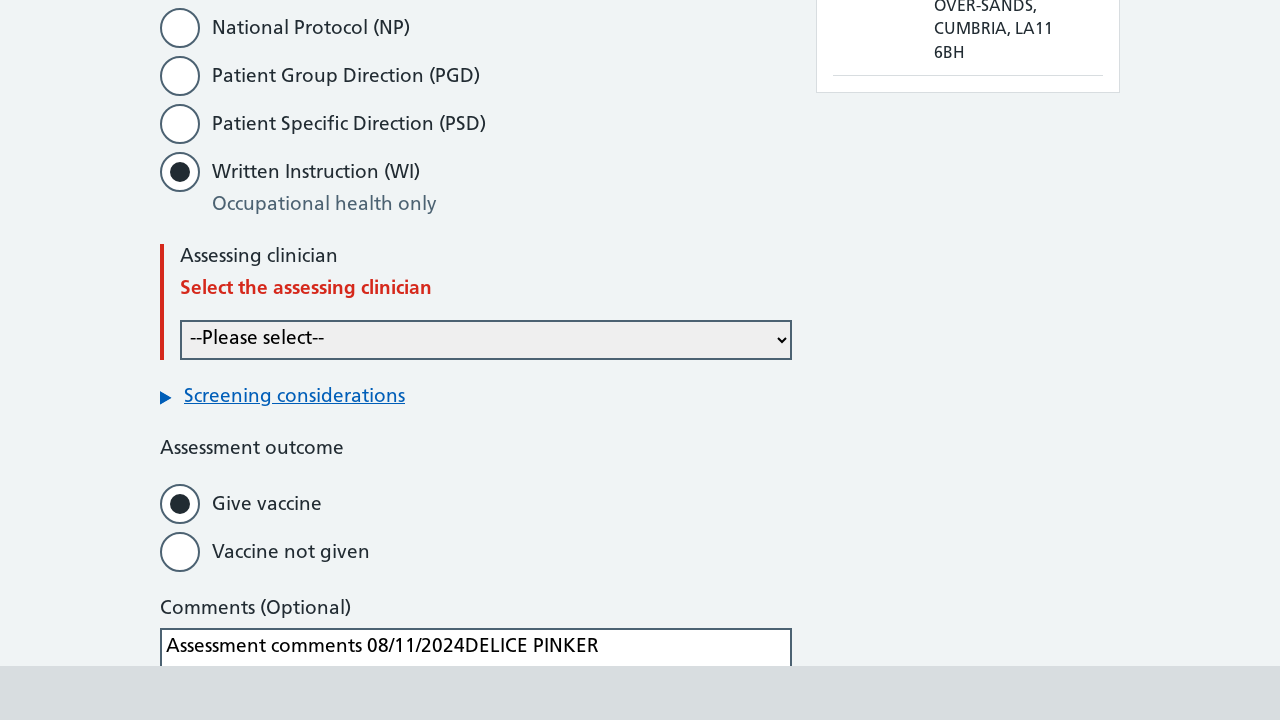 National Protocol (NP)
Patient Group Direction (PGD)
Patient Specific Direction (PSD)
Written Instruction (WI)
Occupational health only
Assessing clinician
Select the assessing clinician
--Please select--
Screening considerations
Assessment outcome
Give vaccine
Vaccine not given
Comments (Optional)
Assessment comments 08/11/2024DELICE PINKER
OVER-SANDS,
CUMBRIA, LA11
6BH